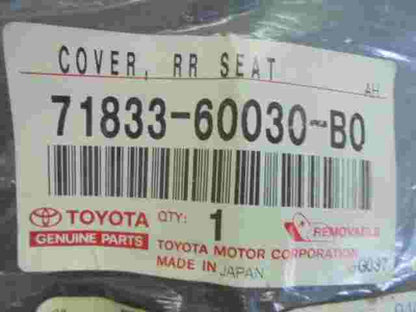 COVER, RR SEAT
AH
71833-60030-B0
TOYOTA QTY: 1 REMOVABLE
GENUINE PARTS TOYOTA MOTOR CORPORATION
MADE IN JAPAN